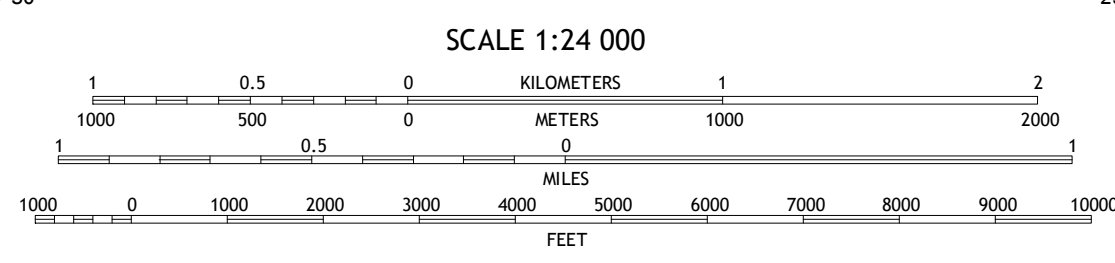 SCALE 1:24 000
1 0.5 0 KILOMETERS 1 2
1000 500 0 METERS 1000 2000
1 0.5 0 1
MILES
1000 0 1000 2000 3000 4000 5000 6000 7000 8000 9000 10000
FEET